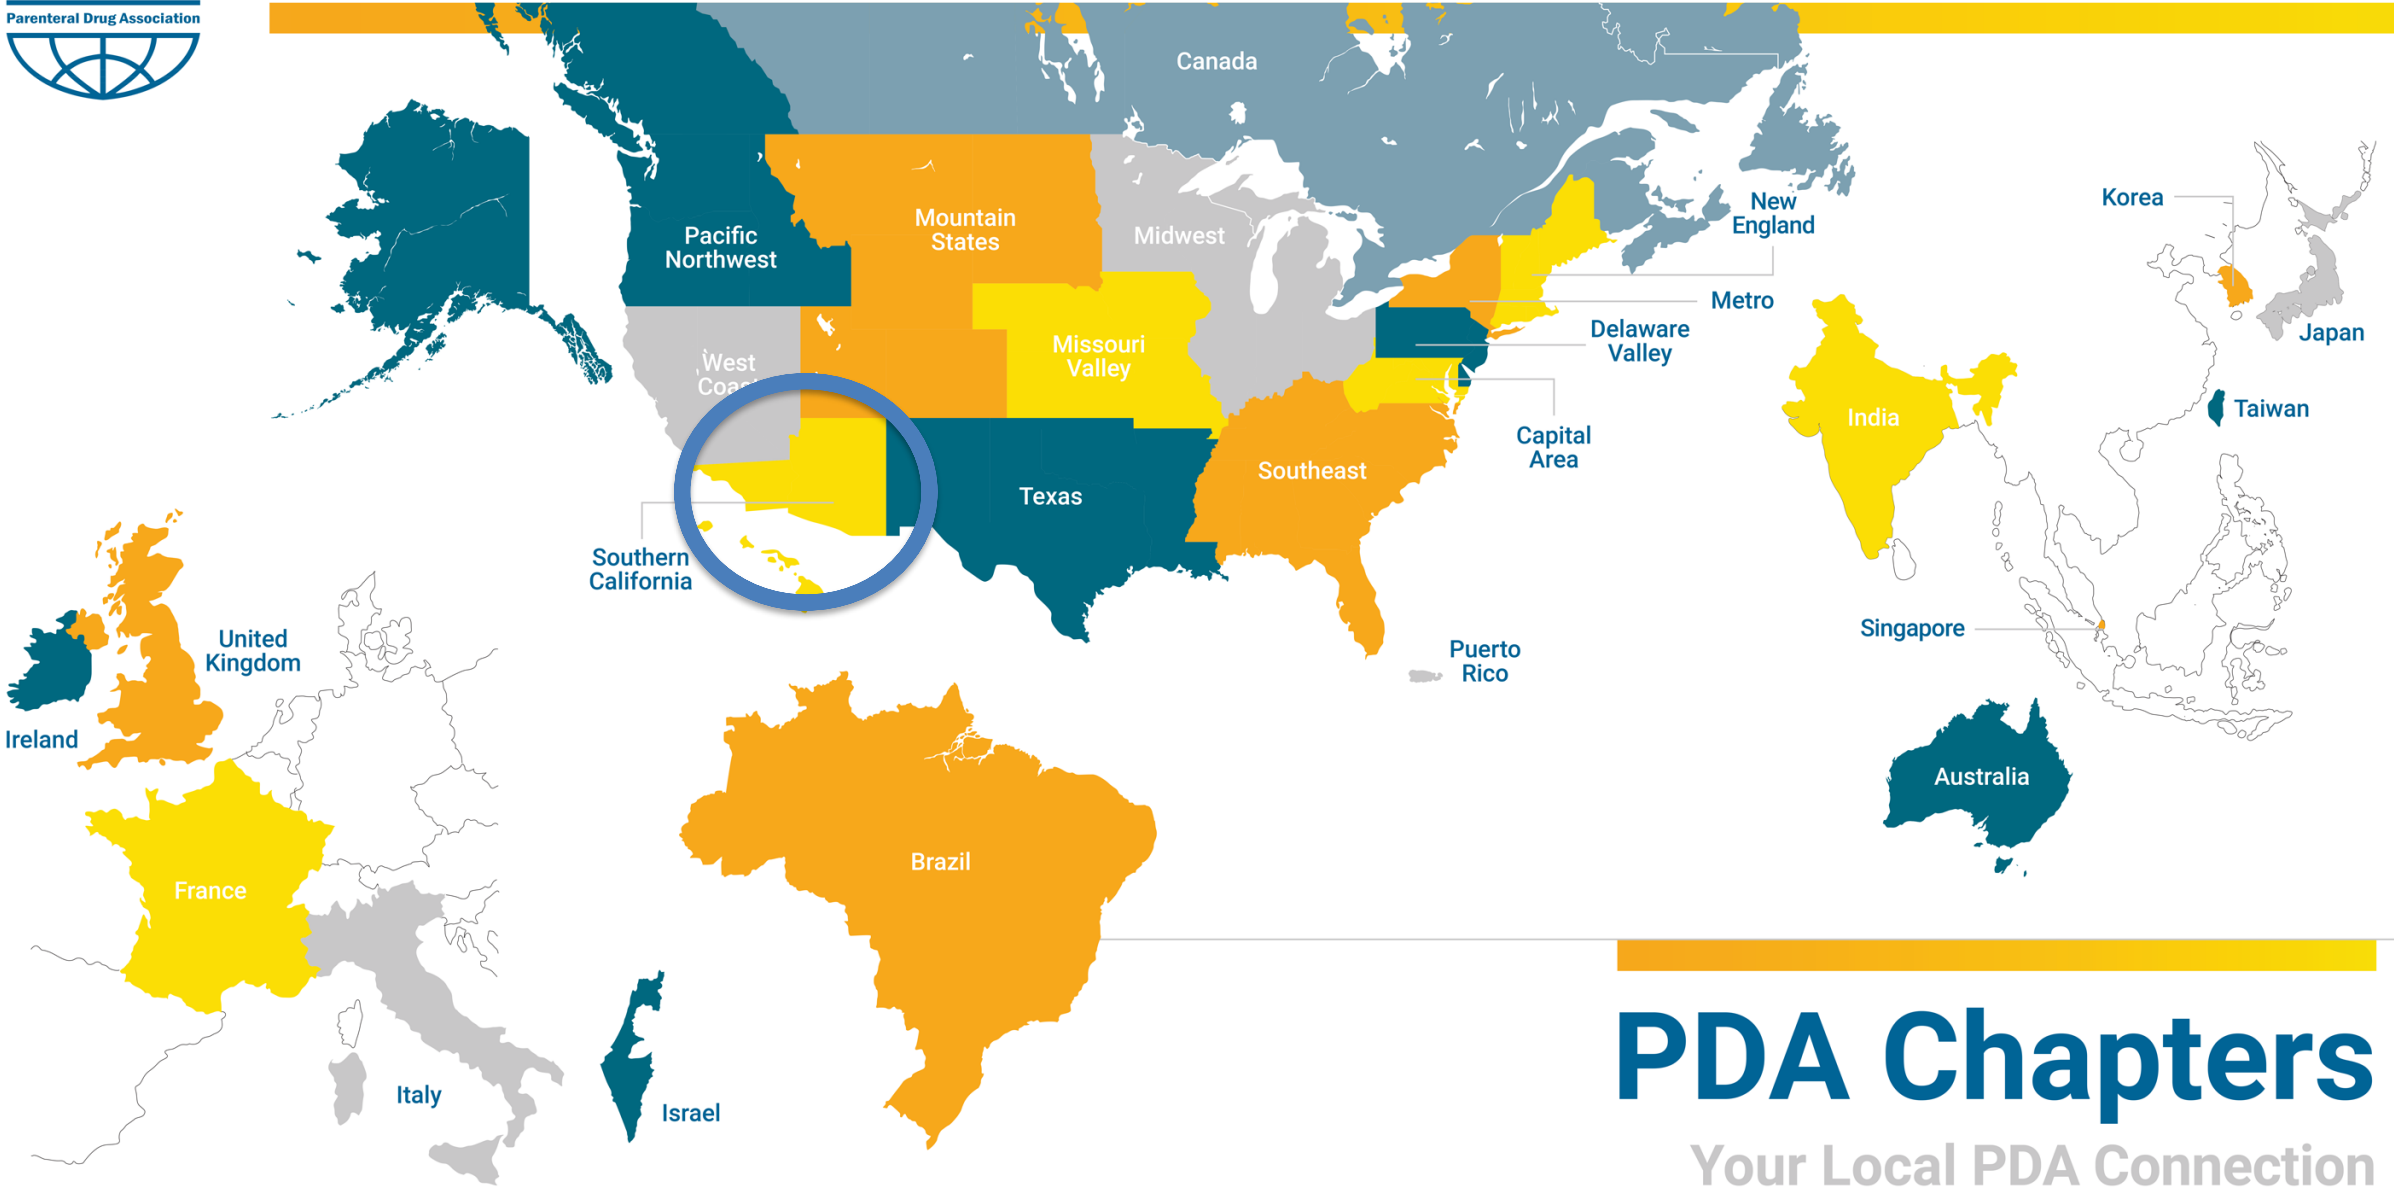 Parenteral Drug Association
Canada
New
England
Korea
Pacific
Northwest
Mountain
States
Midwest
Metro
Delaware
Valley
Japan
West
Coast
Missouri
Valley
India
Taiwan
Capital
Area
Southeast
Texas
Southern
California
Singapore
United
Kingdom
Puerto
Rico
Ireland
Australia
Brazil
France
Italy
Israel
PDA Chapters
Your Local PDA Connection